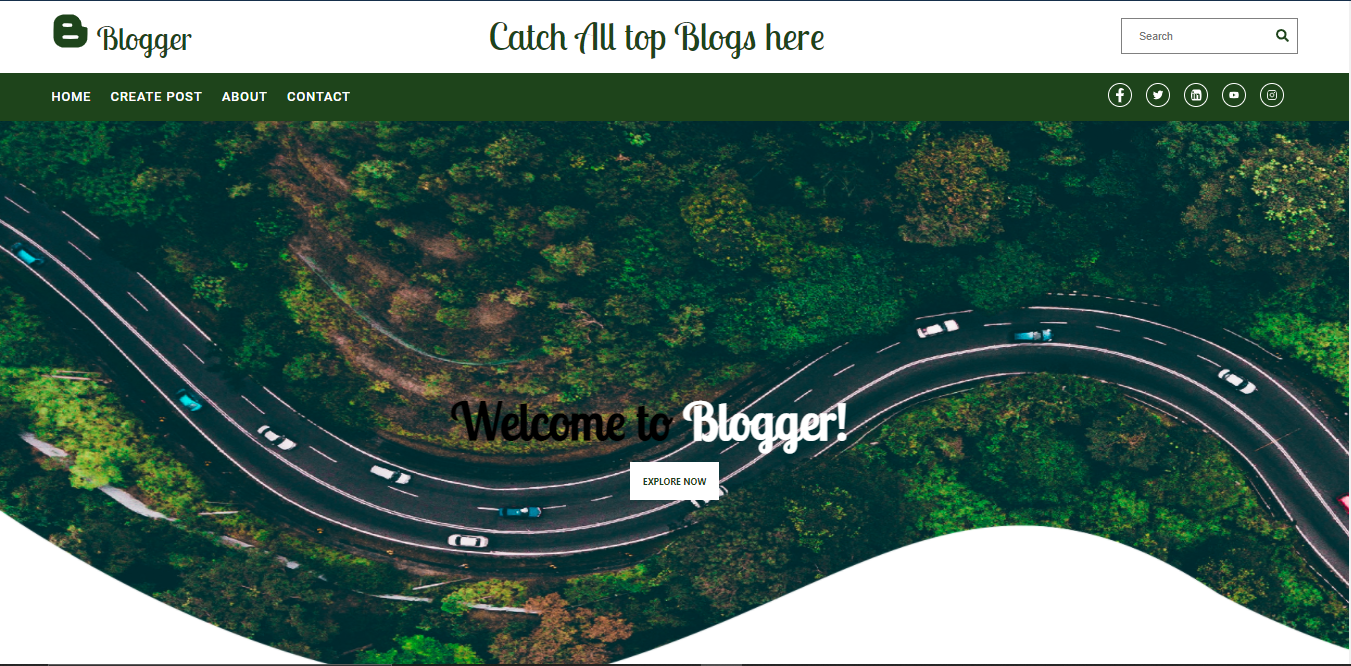 Blogger
Catch All top Blogs here
Search
HOME CREATE POST ABOUT CONTACT
Welcome to Blogger!
EXPLORE NOW